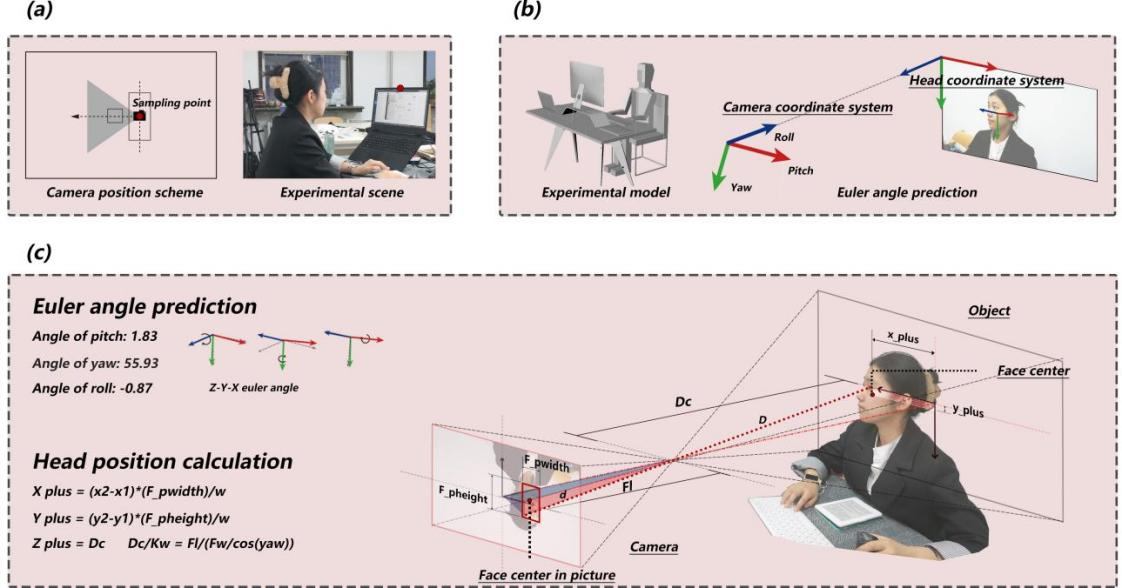 (a)
Sampling point
Camera position scheme
Experimental scene
(b)
Head coordinate system
Camera coordinate system
Roll
Pitch
Yaw
Experimental model
Euler angle prediction
(c)
Euler angle prediction
Angle of pitch: 1.83
Angle of yaw: 55.93
Angle of roll: -0.87
Z-Y-X euler angle
Head position calculation
X plus = (x2-x1)*(F_pwidth)/w
Y plus = (y2-y1)*(F_pheight)/w
Z plus = Dc Dc/Kw = Fl/(Fw/cos(yaw))
Object
x_plus
Face center
y_plus
Dc
D
F_pwidth
F_pheight
d
Fl
Camera
Face center in picture